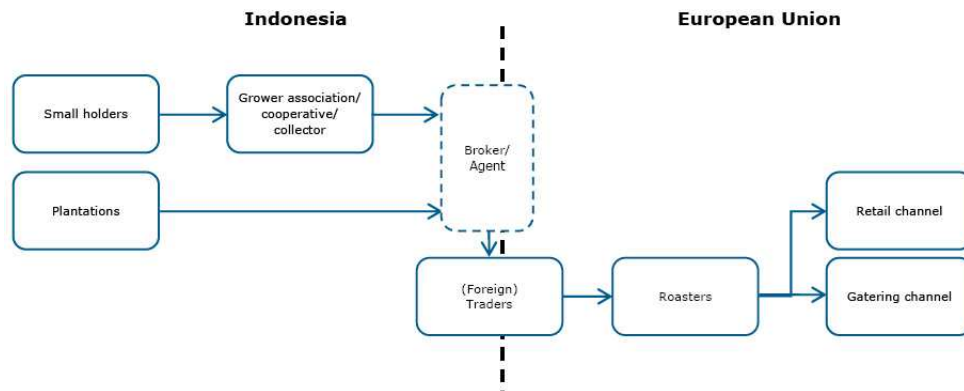 Indonesia
European Union
Small holders
Grower association/
cooperative/
collector
Broker/
Agent
Plantations
Retail channel
(Foreign)
Traders
Roasters
Gatering channel